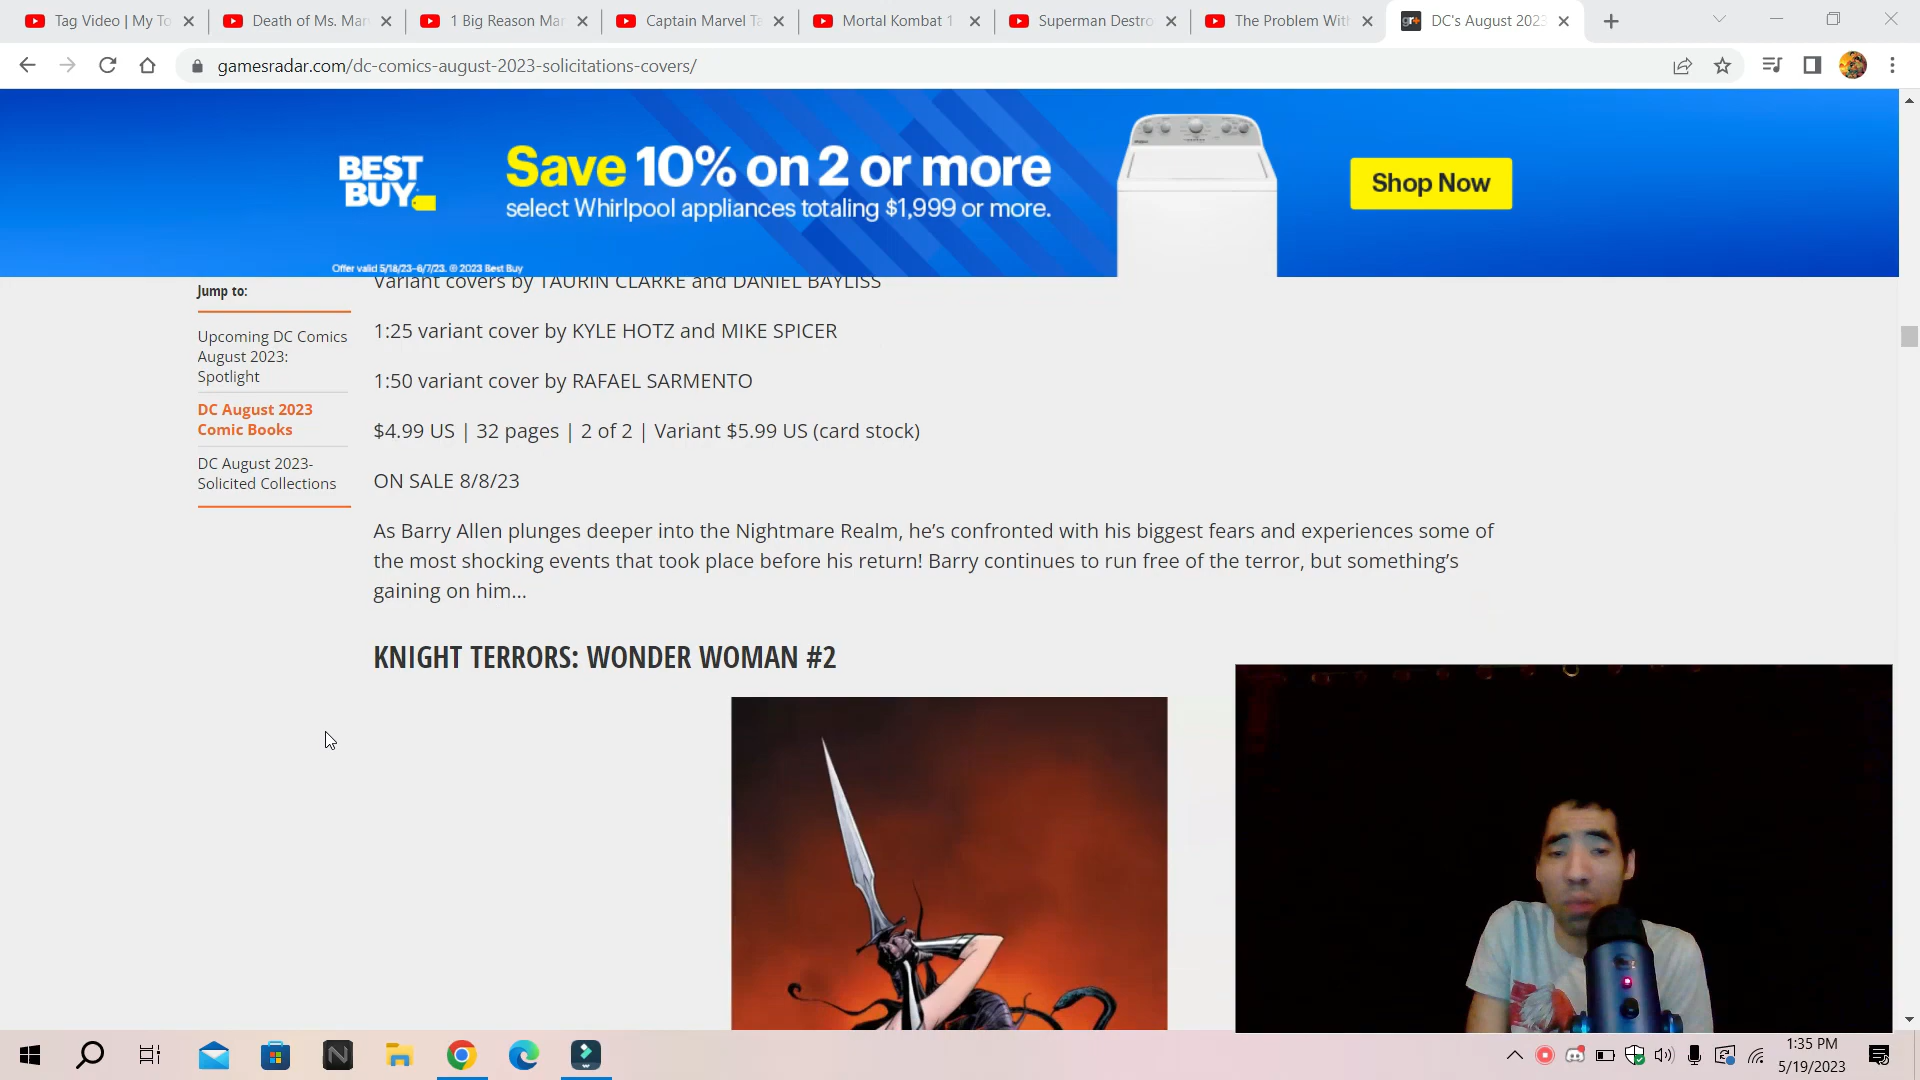 Tag Video | My To
Death of Ms. Mar
1 Big Reason Mar
Captain Marvel Ta
Mortal Kombat 1
Superman Destro
The Problem With
gr+ DC's August 2023
gamesradar.com/dc-comics-august-2023-solicitations-covers/
BEST BUY
Save 10% on 2 or more
select Whirlpool appliances totaling $1,999 or more.
Shop Now
Offer valid 5/18/23–6/7/23. © 2023 Best Buy
Jump to:
Upcoming DC Comics
August 2023:
Spotlight
DC August 2023
Comic Books
DC August 2023-
Solicited Collections
Variant covers by TAURIN CLARKE and DANIEL BAYLISS
1:25 variant cover by KYLE HOTZ and MIKE SPICER
1:50 variant cover by RAFAEL SARMENTO
$4.99 US | 32 pages | 2 of 2 | Variant $5.99 US (card stock)
ON SALE 8/8/23
As Barry Allen plunges deeper into the Nightmare Realm, he’s confronted with his biggest fears and experiences some of
the most shocking events that took place before his return! Barry continues to run free of the terror, but something’s
gaining on him…
KNIGHT TERRORS: WONDER WOMAN #2
1:35 PM
5/19/2023